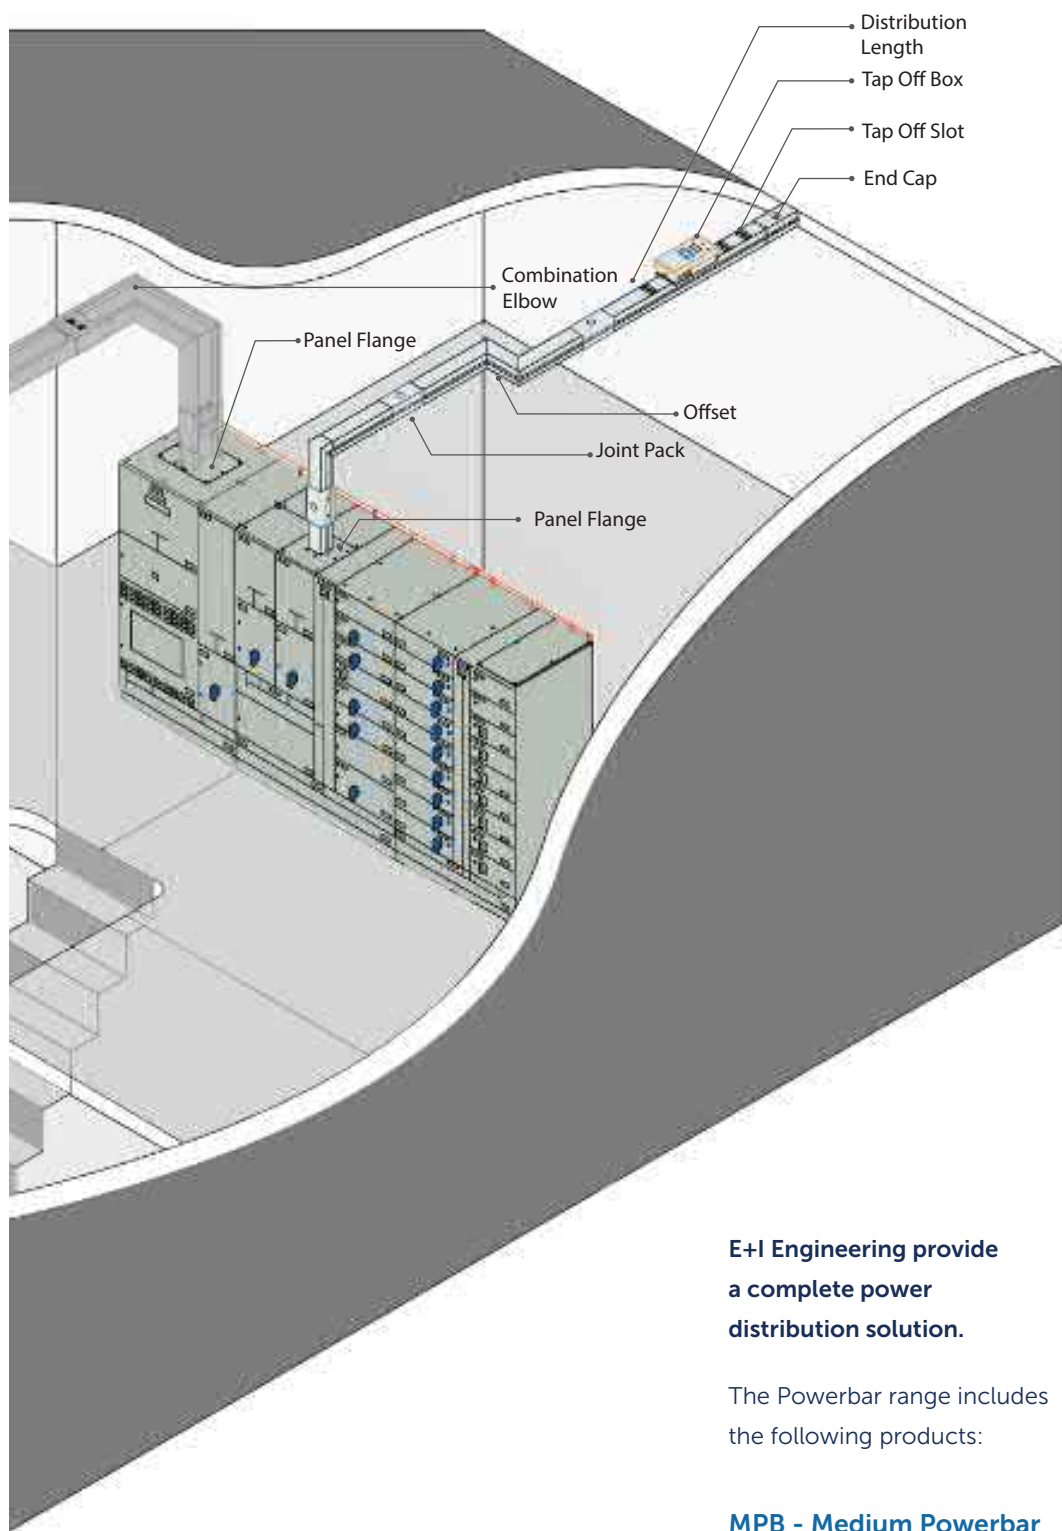 Distribution
Length
Tap Off Box
Tap Off Slot
End Cap
Combination
Elbow
Panel Flange
Offset
Joint Pack
Panel Flange
E+I Engineering provide
a complete power
distribution solution.
The Powerbar range includes
the following products:
MPB - Medium Powerbar